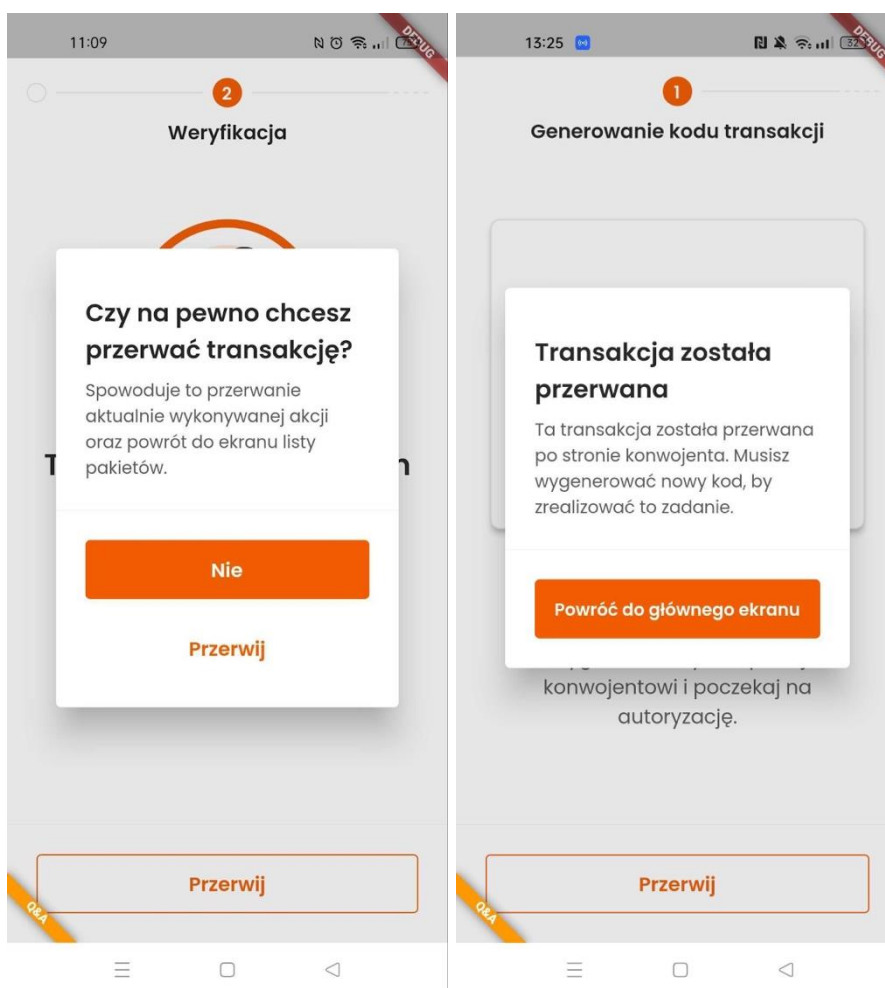 11:09
DEBUG
2
Weryfikacja
Czy na pewno chcesz
przerwać transakcję?
Spowoduje to przerwanie
aktualnie wykonywanej akcji
oraz powrót do ekranu listy
pakietów.
Nie
Przerwij
Przerwij
Q&A
13:25
32
DEBUG
1
Generowanie kodu transakcji
Transakcja została
przerwana
Ta transakcja została przerwana
po stronie konwojenta. Musisz
wygenerować nowy kod, by
zrealizować to zadanie.
Powróć do głównego ekranu
konwojentowi i poczekaj na
autoryzację.
Przerwij
Q&A